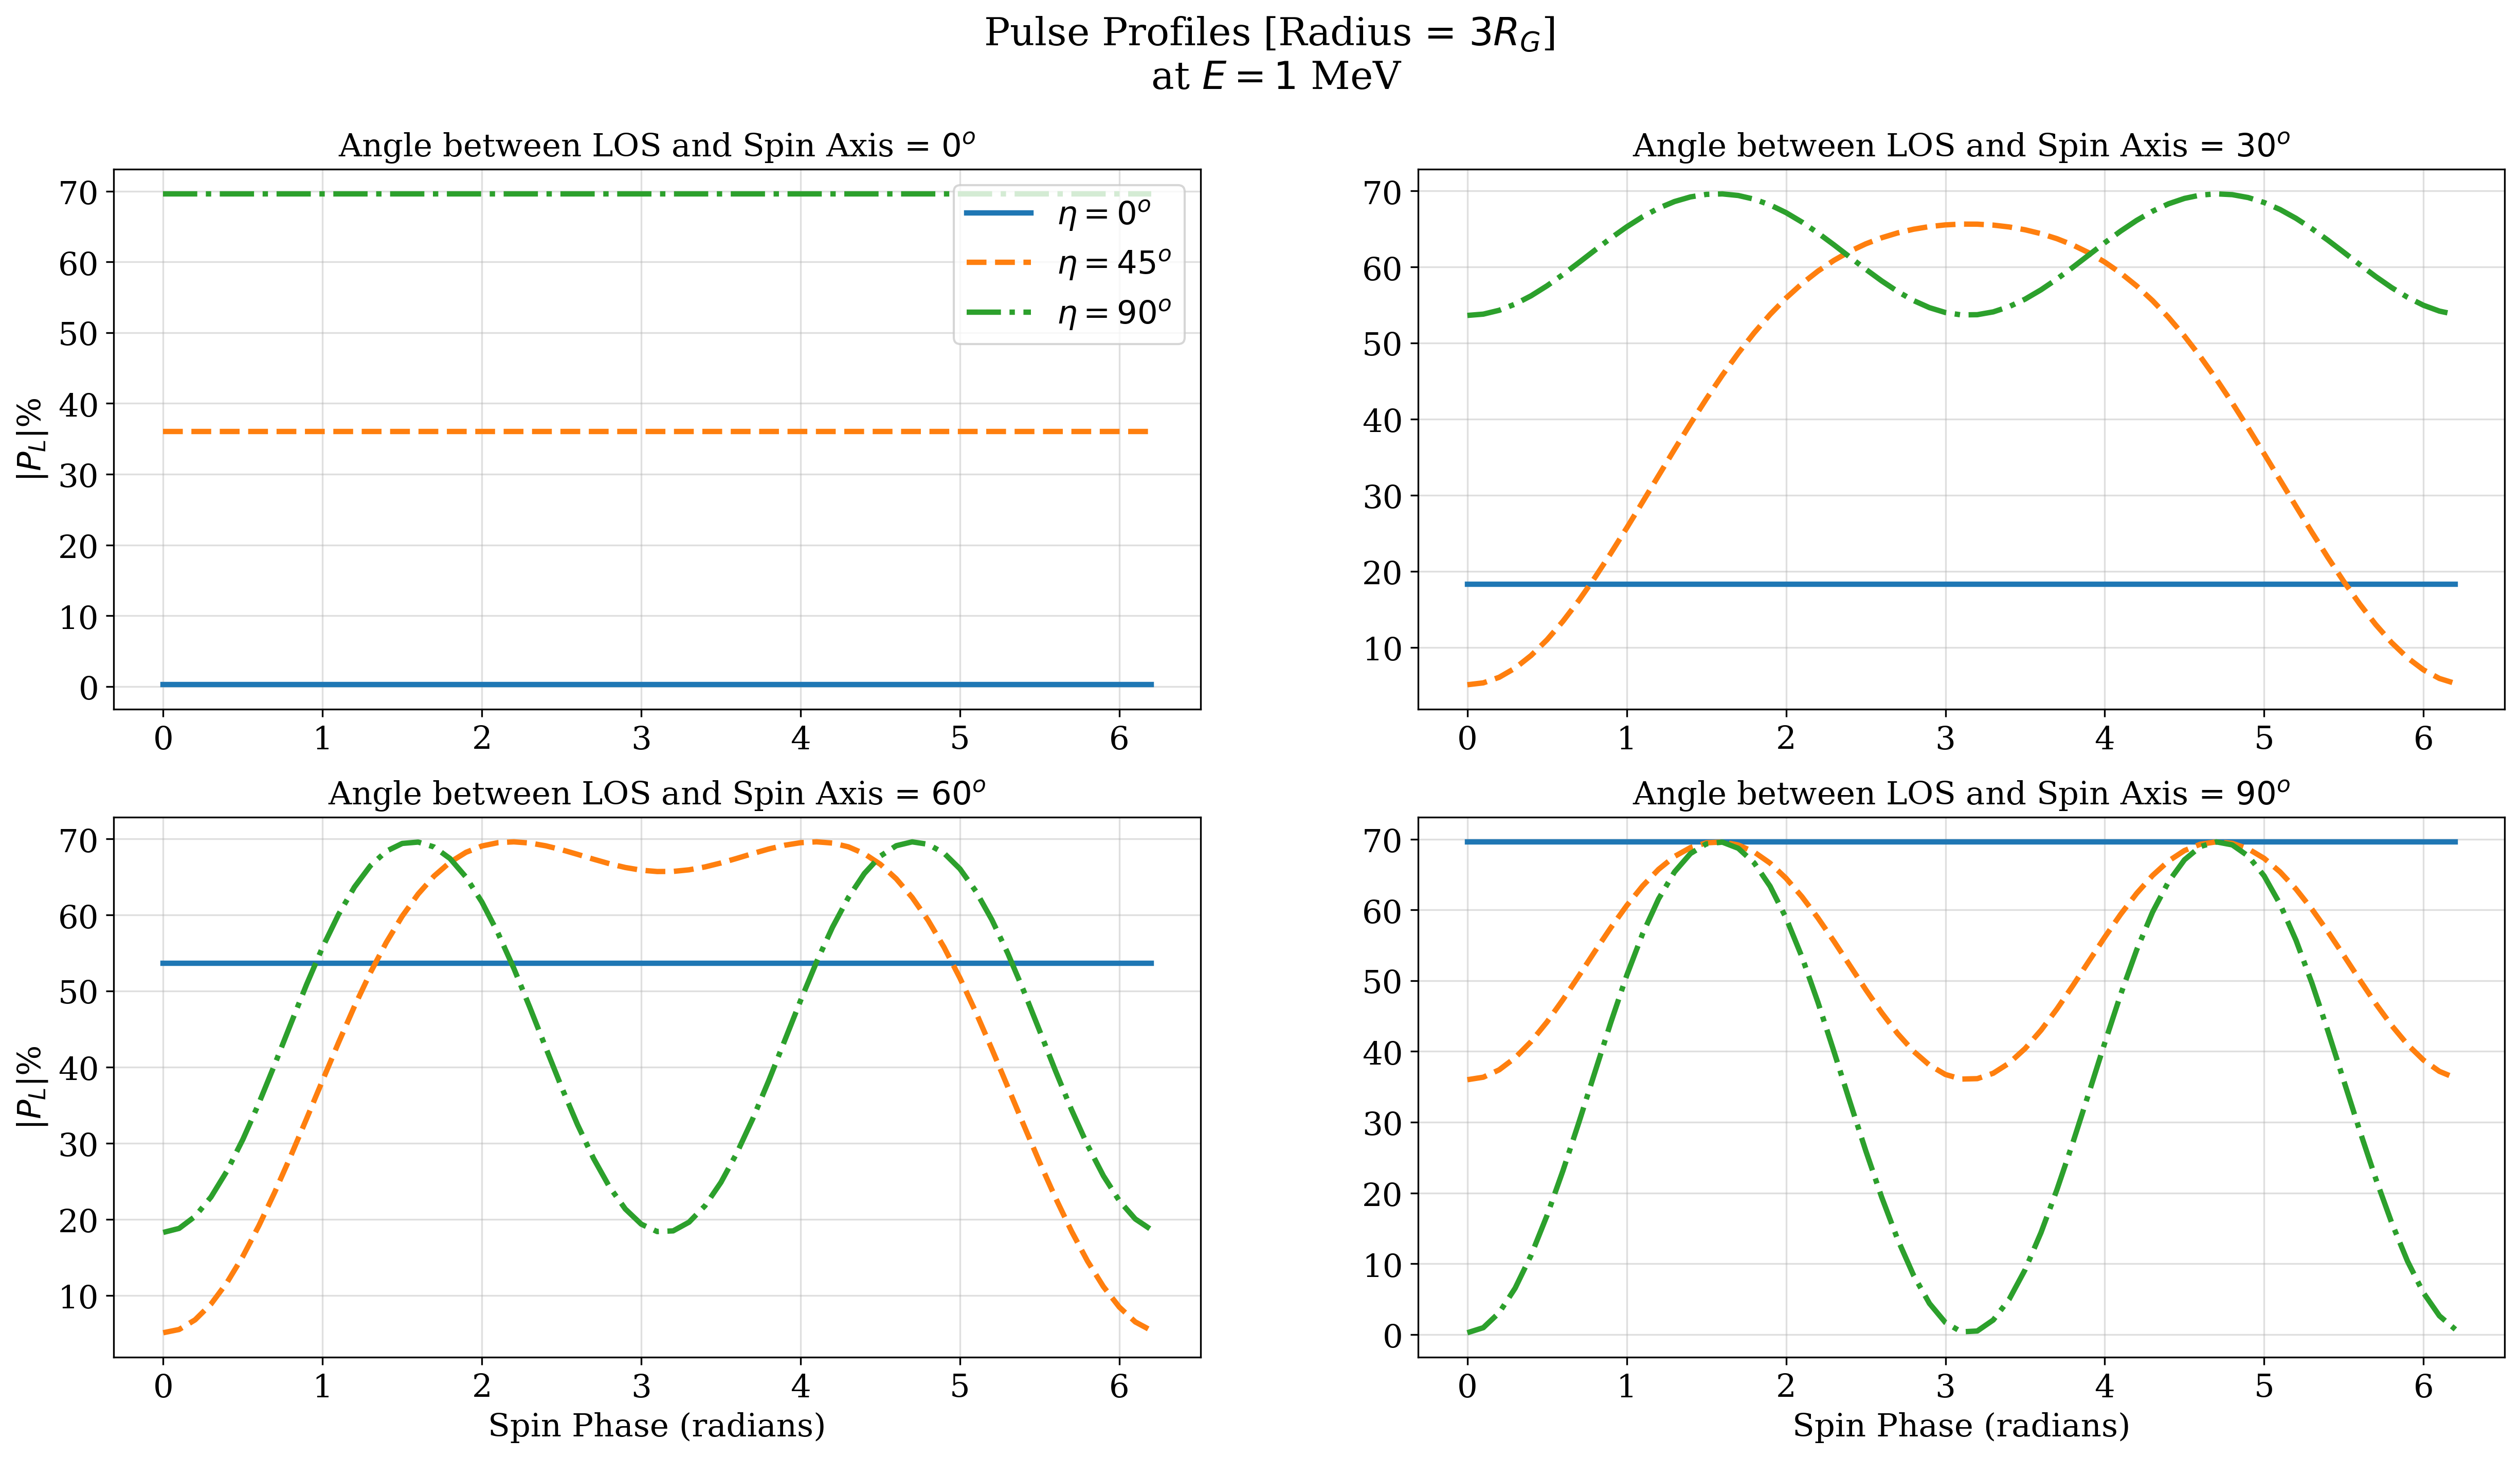 Pulse Profiles [Radius = $3R_G$]
at $E = 1$ MeV
Angle between LOS and Spin Axis = $0^o$
|$P_L$|%
70
60
50
40
30
20
10
0
0 1 2 3 4 5 6
$\eta = 0^o$
$\eta = 45^o$
$\eta = 90^o$
Angle between LOS and Spin Axis = $30^o$
70
60
50
40
30
20
10
0 1 2 3 4 5 6
Angle between LOS and Spin Axis = $60^o$
|$P_L$|%
70
60
50
40
30
20
10
0 1 2 3 4 5 6
Spin Phase (radians)
Angle between LOS and Spin Axis = $90^o$
70
60
50
40
30
20
10
0
0 1 2 3 4 5 6
Spin Phase (radians)